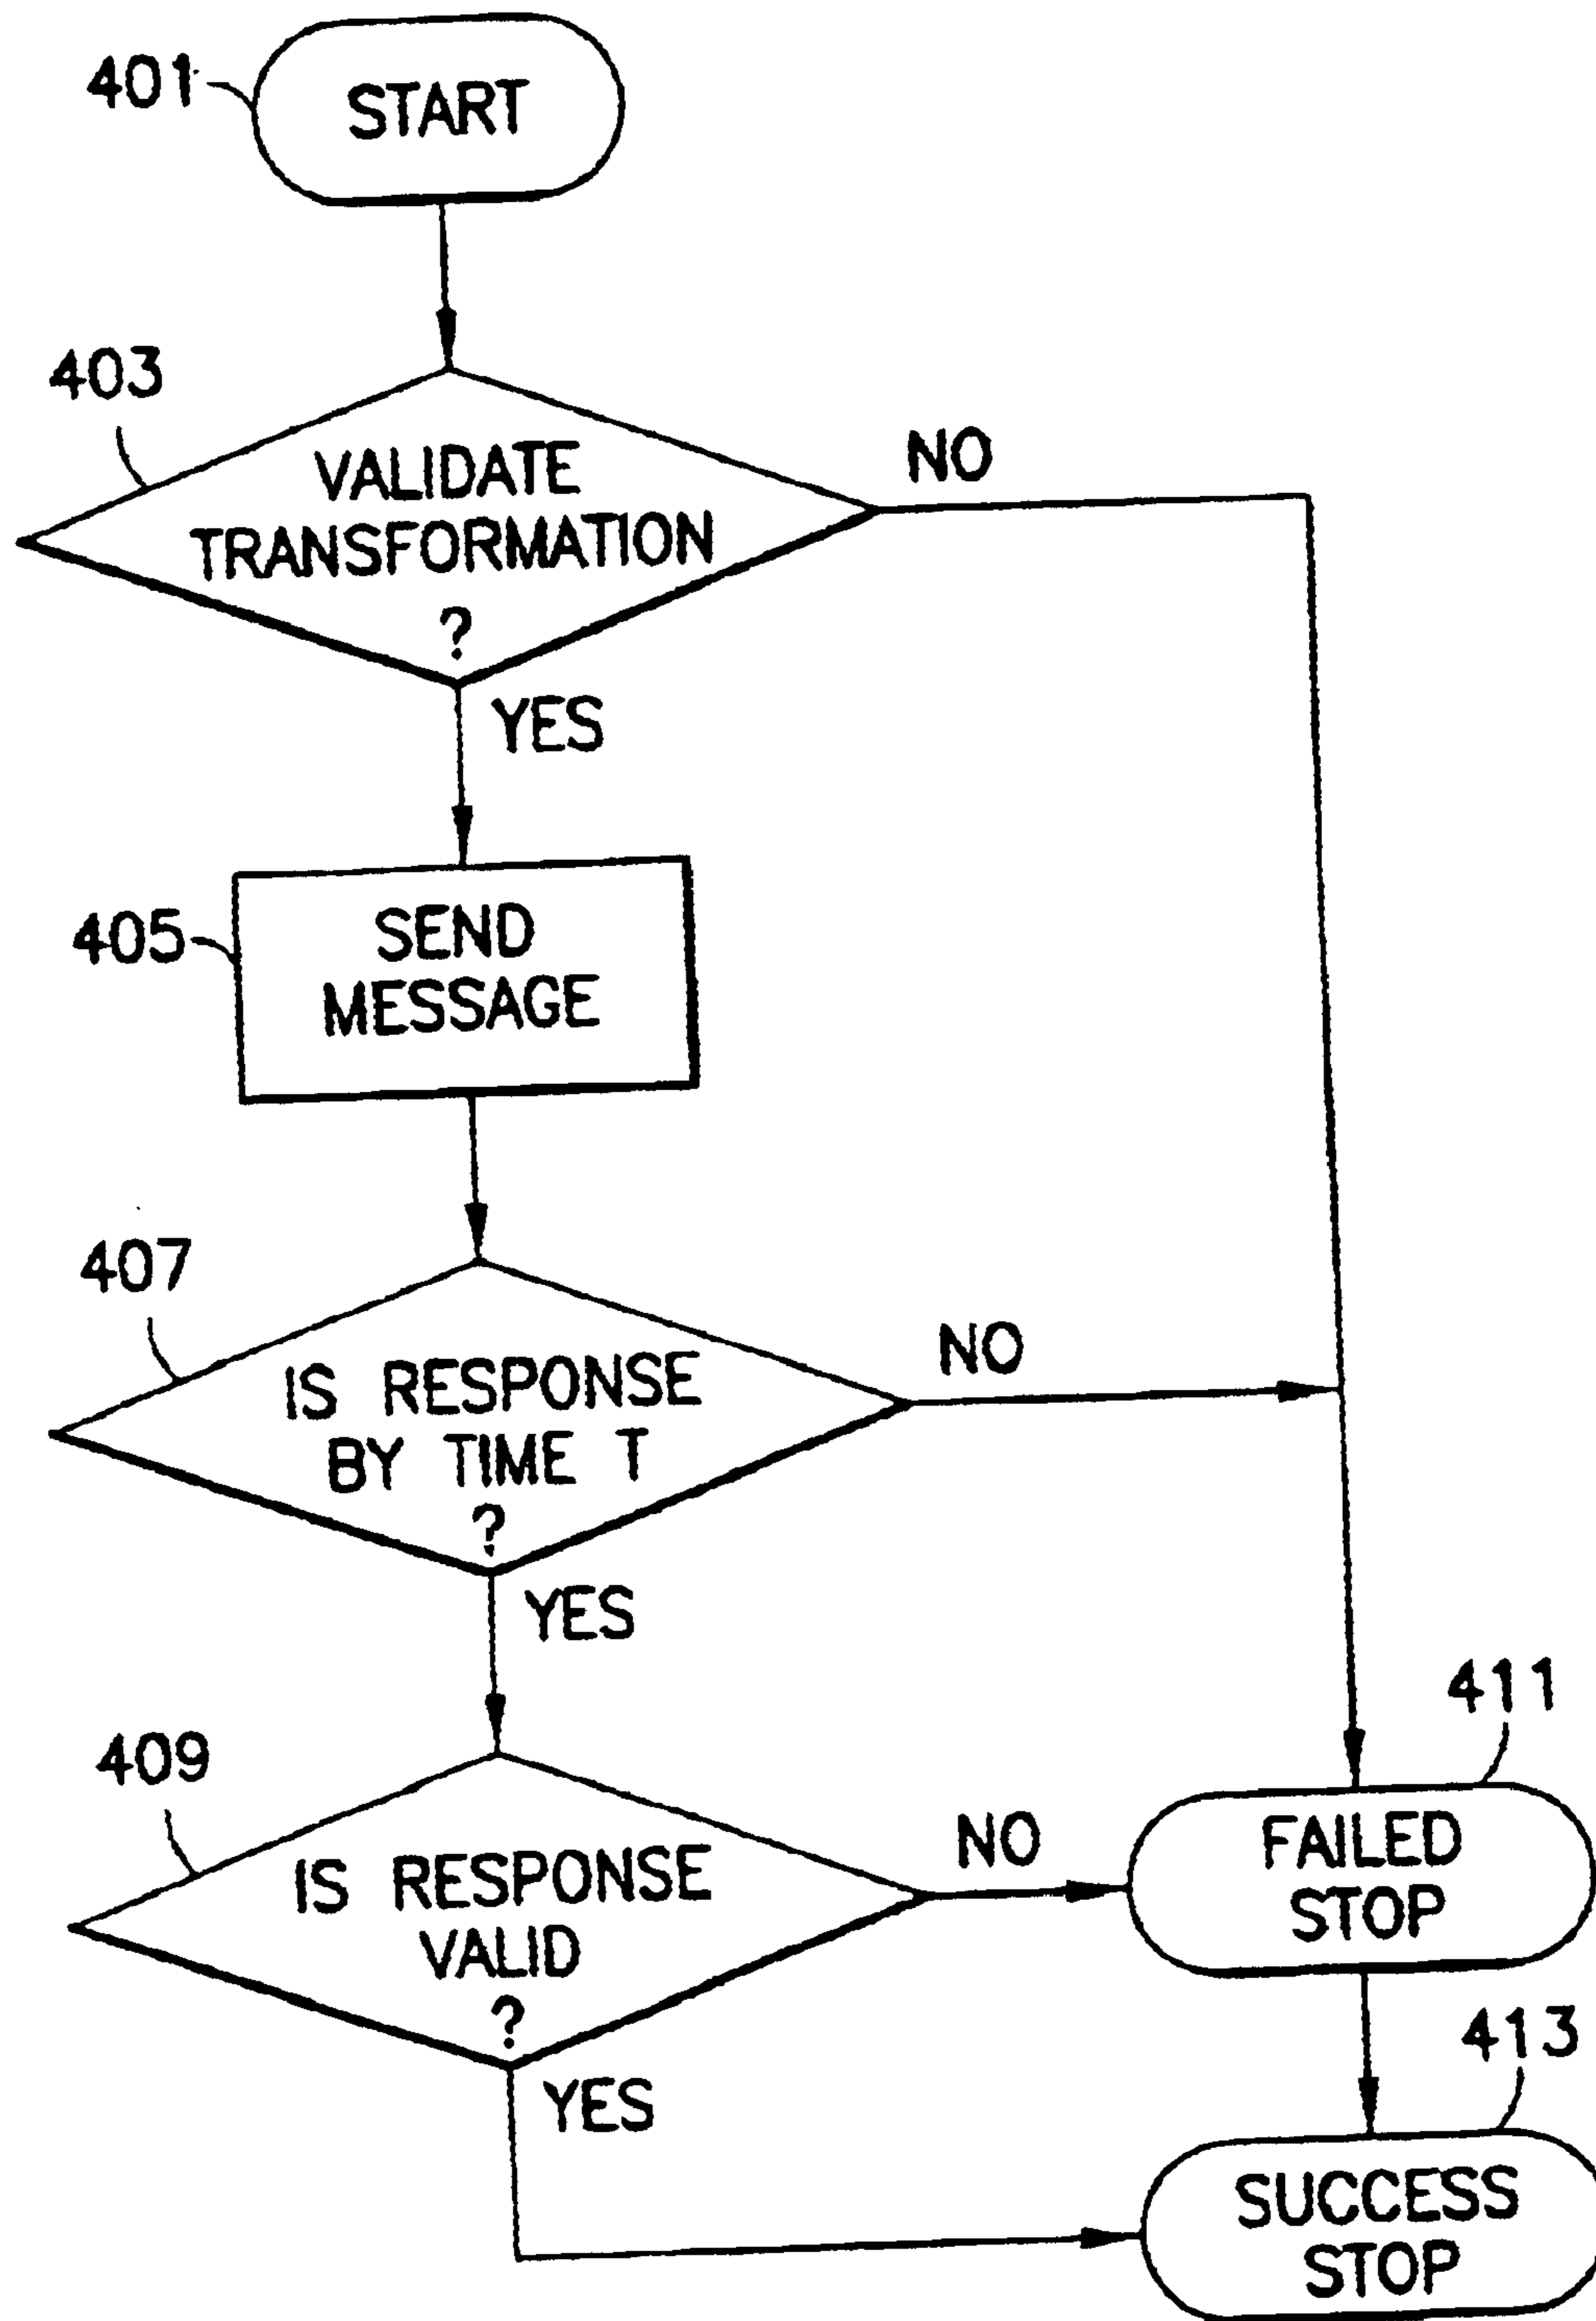 401
START
403
VALIDATE
TRANSFORMATION
?
NO
YES
405
SEND
MESSAGE
407
IS RESPONSE
BY TIME T
?
NO
YES
409
IS RESPONSE
VALID
?
NO
YES
411
FAILED
STOP
413
SUCCESS
STOP